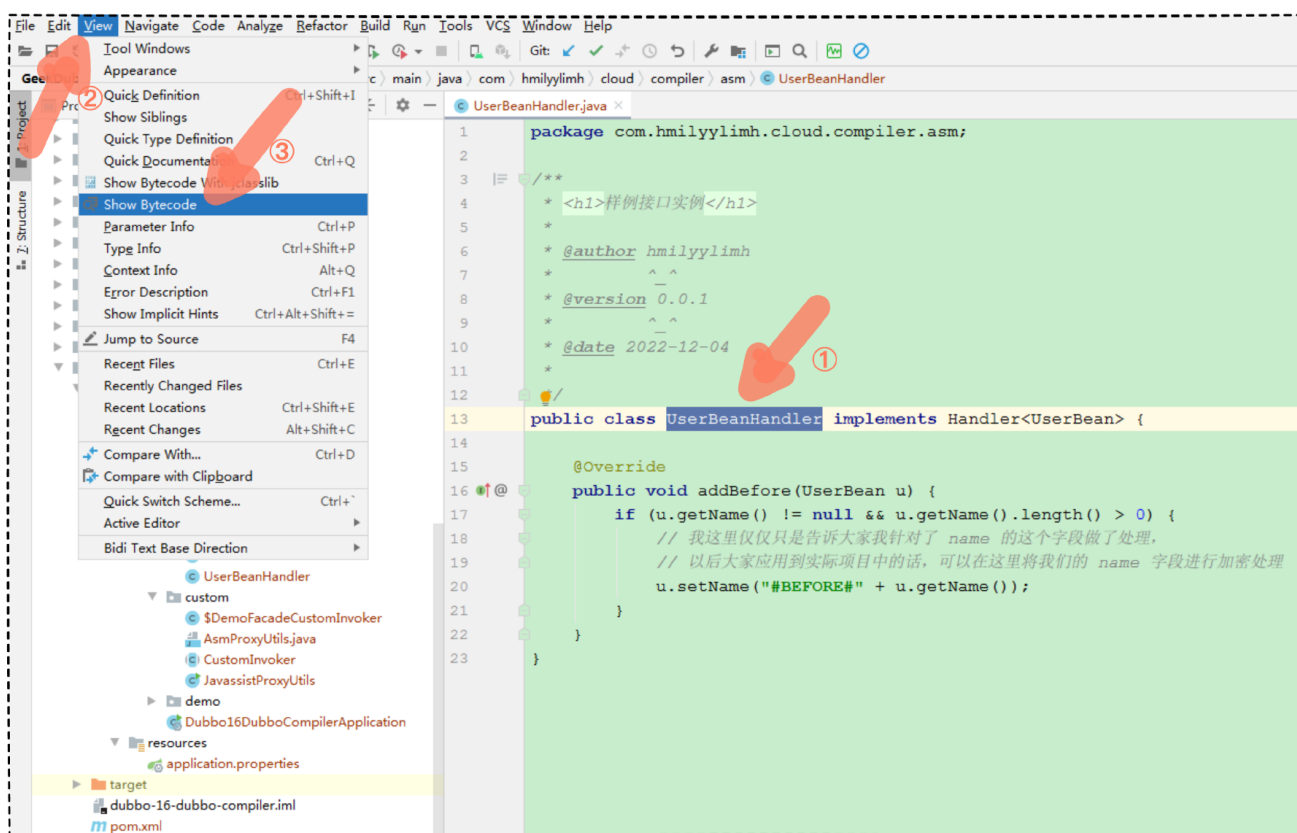 File Edit View Navigate Code Analyze Refactor Build Run Tools VCS Window Help
Git:
main java com hmilyylimh cloud compiler asm UserBeanHandler
UserBeanHandler.java
1: Project
7: Structure
Tool Windows
Appearance
Quick Definition Ctrl+Shift+I
Show Siblings
Quick Type Definition
Quick Documentation Ctrl+Q
Show Bytecode With jclasslib
Show Bytecode
Parameter Info Ctrl+P
Type Info Ctrl+Shift+P
Context Info Alt+Q
Error Description Ctrl+F1
Show Implicit Hints Ctrl+Alt+Shift+=
Jump to Source F4
Recent Files Ctrl+E
Recently Changed Files
Recent Locations Ctrl+Shift+E
Recent Changes Alt+Shift+C
Compare With... Ctrl+D
Compare with Clipboard
Quick Switch Scheme... Ctrl+`
Active Editor
Bidi Text Base Direction
②
③
①
UserBeanHandler
custom
$DemoFacadeCustomInvoker
AsmProxyUtils.java
CustomInvoker
JavassistProxyUtils
demo
Dubbo16DubboCompilerApplication
resources
application.properties
target
dubbo-16-dubbo-compiler.iml
pom.xml
1 package com.hmilyylimh.cloud.compiler.asm;
2
3 /**
4 * <h1>样例接口实例</h1>
5 *
6 * @author hmilyylimh
7 * ^_^
8 * @version 0.0.1
9 * ^_^
10 * @date 2022-12-04
11 *
12 */
13 public class UserBeanHandler implements Handler<UserBean> {
14
15 @Override
16 public void addBefore(UserBean u) {
17 if (u.getName() != null && u.getName().length() > 0) {
18 // 我这里仅仅只是告诉大家我针对了 name 的这个字段做了处理，
19 // 以后大家应用到实际项目中的话，可以在这里将我们的 name 字段进行加密处理
20 u.setName("#BEFORE#" + u.getName());
21 }
22 }
23 }